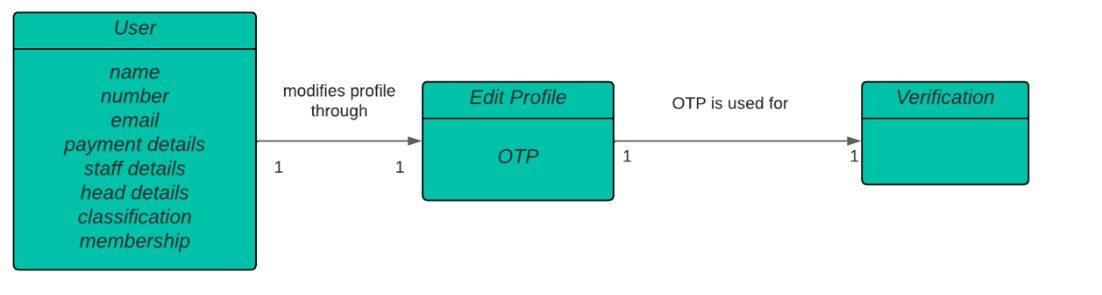 User
name
number
email
payment details
staff details
head details
classification
membership
modifies profile
through
1
1
Edit Profile
OTP
OTP is used for
1
1
Verification